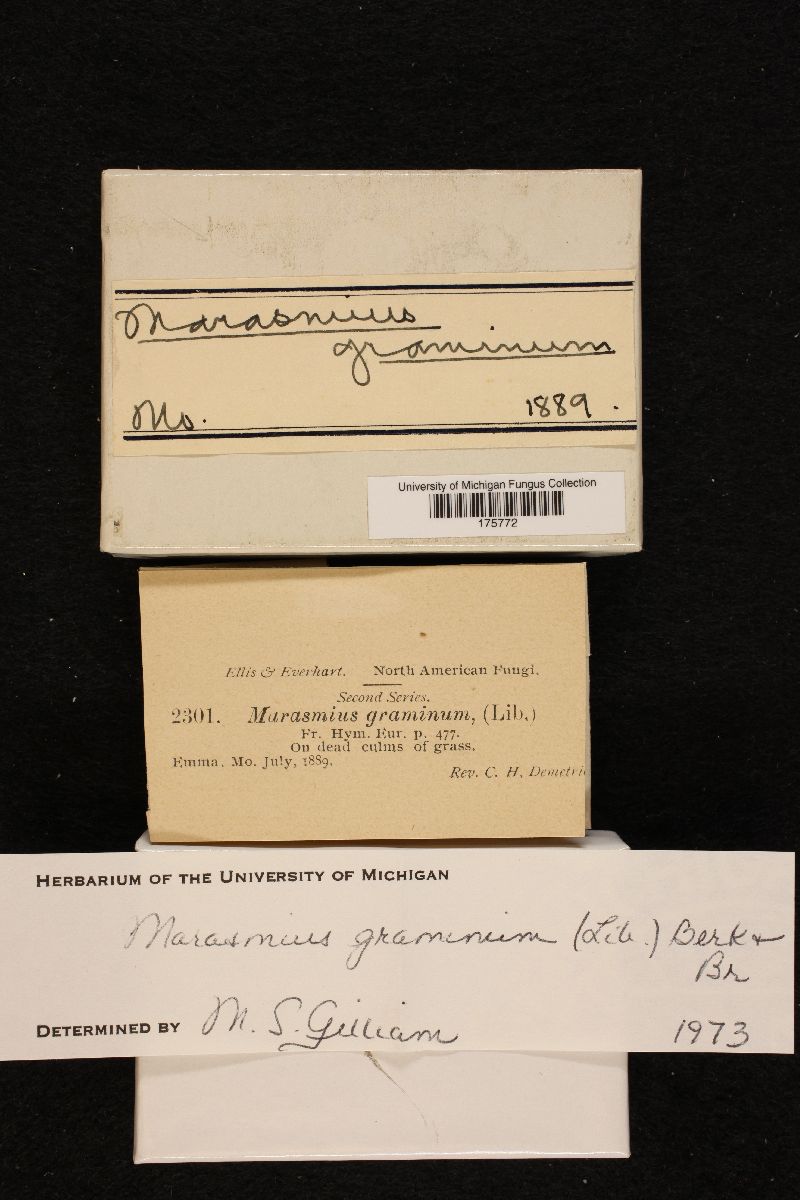 Marasmius
graminum
Mo. 1889.
University of Michigan Fungus Collection
175772
Ellis & Everhart. North American Fungi.
Second Series.
2301. Marasmius graminum, (Lib.)
Fr. Hym. Eur. p. 477.
On dead culms of grass.
Emma, Mo. July, 1889.
Rev. C. H. Demetri
HERBARIUM OF THE UNIVERSITY OF MICHIGAN
Marasmius graminum (Lib.) Berk &
Br
DETERMINED BY M. S. Gilliam 1973